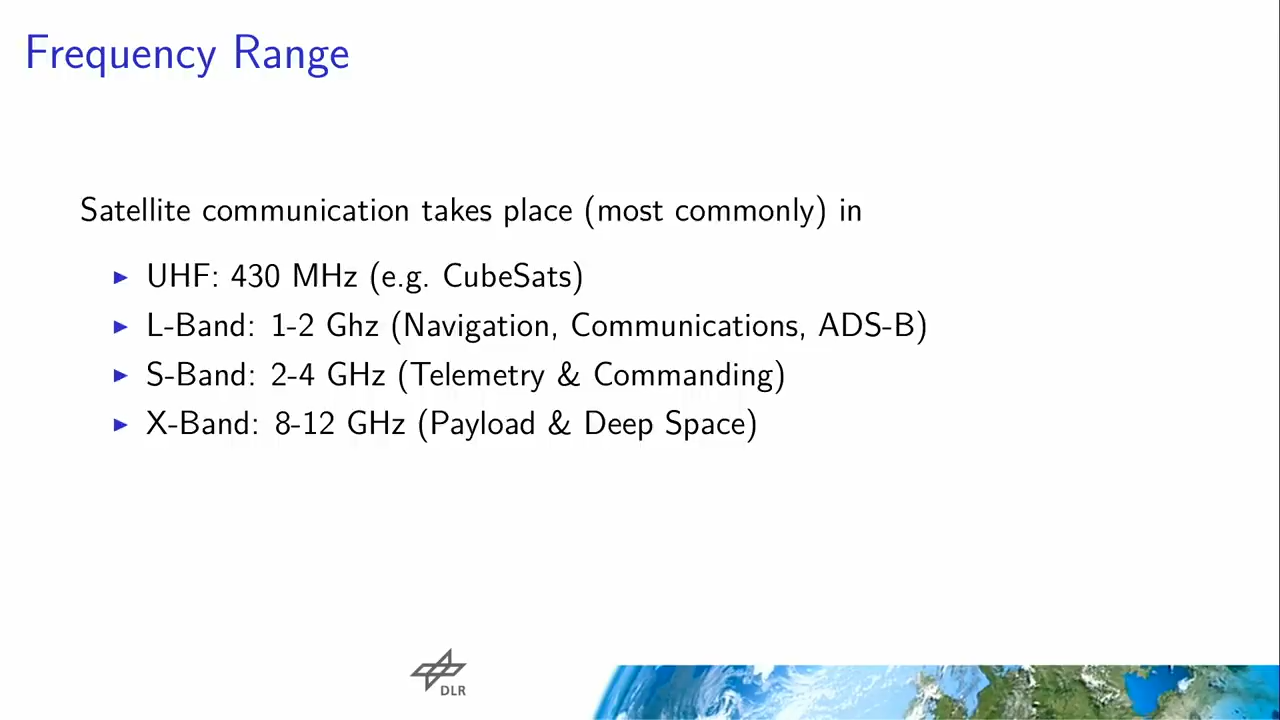 Frequency Range
Satellite communication takes place (most commonly) in
▶ UHF: 430 MHz (e.g. CubeSats)
▶ L-Band: 1-2 Ghz (Navigation, Communications, ADS-B)
▶ S-Band: 2-4 GHz (Telemetry & Commanding)
▶ X-Band: 8-12 GHz (Payload & Deep Space)
DLR